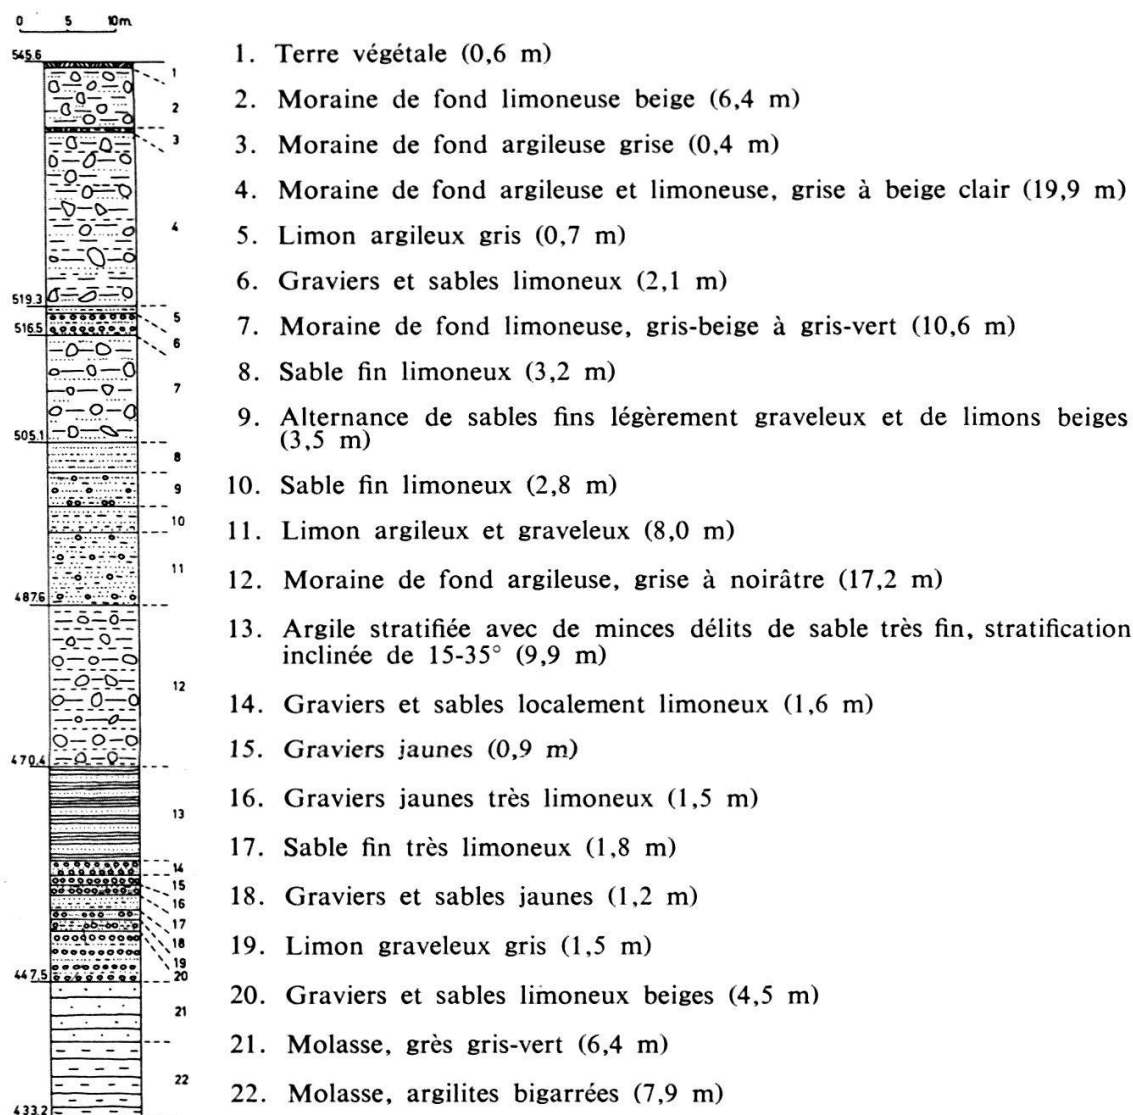 0 5 10m.
545.6
1
2
3
4
519.3
5
516.5
6
7
505.1
8
9
10
11
487.6
12
470.4
13
14
15
16
17
18
19
20
447.5
21
22
433.2
1. Terre végétale (0,6 m)
2. Moraine de fond limoneuse beige (6,4 m)
3. Moraine de fond argileuse grise (0,4 m)
4. Moraine de fond argileuse et limoneuse, grise à beige clair (19,9 m)
5. Limon argileux gris (0,7 m)
6. Graviers et sables limoneux (2,1 m)
7. Moraine de fond limoneuse, gris-beige à gris-vert (10,6 m)
8. Sable fin limoneux (3,2 m)
9. Alternance de sables fins légèrement graveleux et de limons beiges
(3,5 m)
10. Sable fin limoneux (2,8 m)
11. Limon argileux et graveleux (8,0 m)
12. Moraine de fond argileuse, grise à noirâtre (17,2 m)
13. Argile stratifiée avec de minces délits de sable très fin, stratification
inclinée de 15-35° (9,9 m)
14. Graviers et sables localement limoneux (1,6 m)
15. Graviers jaunes (0,9 m)
16. Graviers jaunes très limoneux (1,5 m)
17. Sable fin très limoneux (1,8 m)
18. Graviers et sables jaunes (1,2 m)
19. Limon graveleux gris (1,5 m)
20. Graviers et sables limoneux beiges (4,5 m)
21. Molasse, grès gris-vert (6,4 m)
22. Molasse, argilites bigarrées (7,9 m)